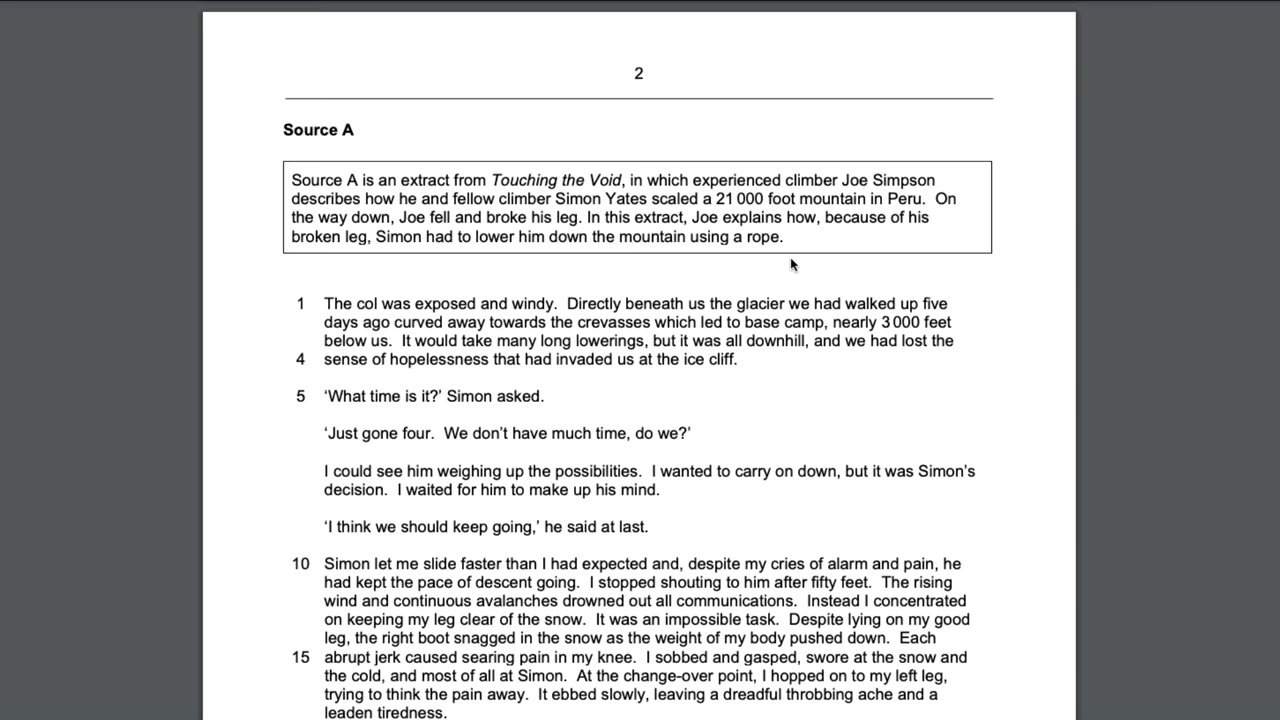 2
Source A
Source A is an extract from Touching the Void, in which experienced climber Joe Simpson
describes how he and fellow climber Simon Yates scaled a 21 000 foot mountain in Peru.  On
the way down, Joe fell and broke his leg. In this extract, Joe explains how, because of his
broken leg, Simon had to lower him down the mountain using a rope.
1 The col was exposed and windy.  Directly beneath us the glacier we had walked up five
days ago curved away towards the crevasses which led to base camp, nearly 3 000 feet
below us.  It would take many long lowerings, but it was all downhill, and we had lost the
4 sense of hopelessness that had invaded us at the ice cliff.
5 ‘What time is it?’ Simon asked.
‘Just gone four.  We don’t have much time, do we?’
I could see him weighing up the possibilities.  I wanted to carry on down, but it was Simon’s
decision.  I waited for him to make up his mind.
‘I think we should keep going,’ he said at last.
10 Simon let me slide faster than I had expected and, despite my cries of alarm and pain, he
had kept the pace of descent going.  I stopped shouting to him after fifty feet.  The rising
wind and continuous avalanches drowned out all communications.  Instead I concentrated
on keeping my leg clear of the snow.  It was an impossible task.  Despite lying on my good
leg, the right boot snagged in the snow as the weight of my body pushed down.  Each
15 abrupt jerk caused searing pain in my knee.  I sobbed and gasped, swore at the snow and
the cold, and most of all at Simon.  At the change-over point, I hopped on to my left leg,
trying to think the pain away.  It ebbed slowly, leaving a dreadful throbbing ache and a
leaden tiredness.